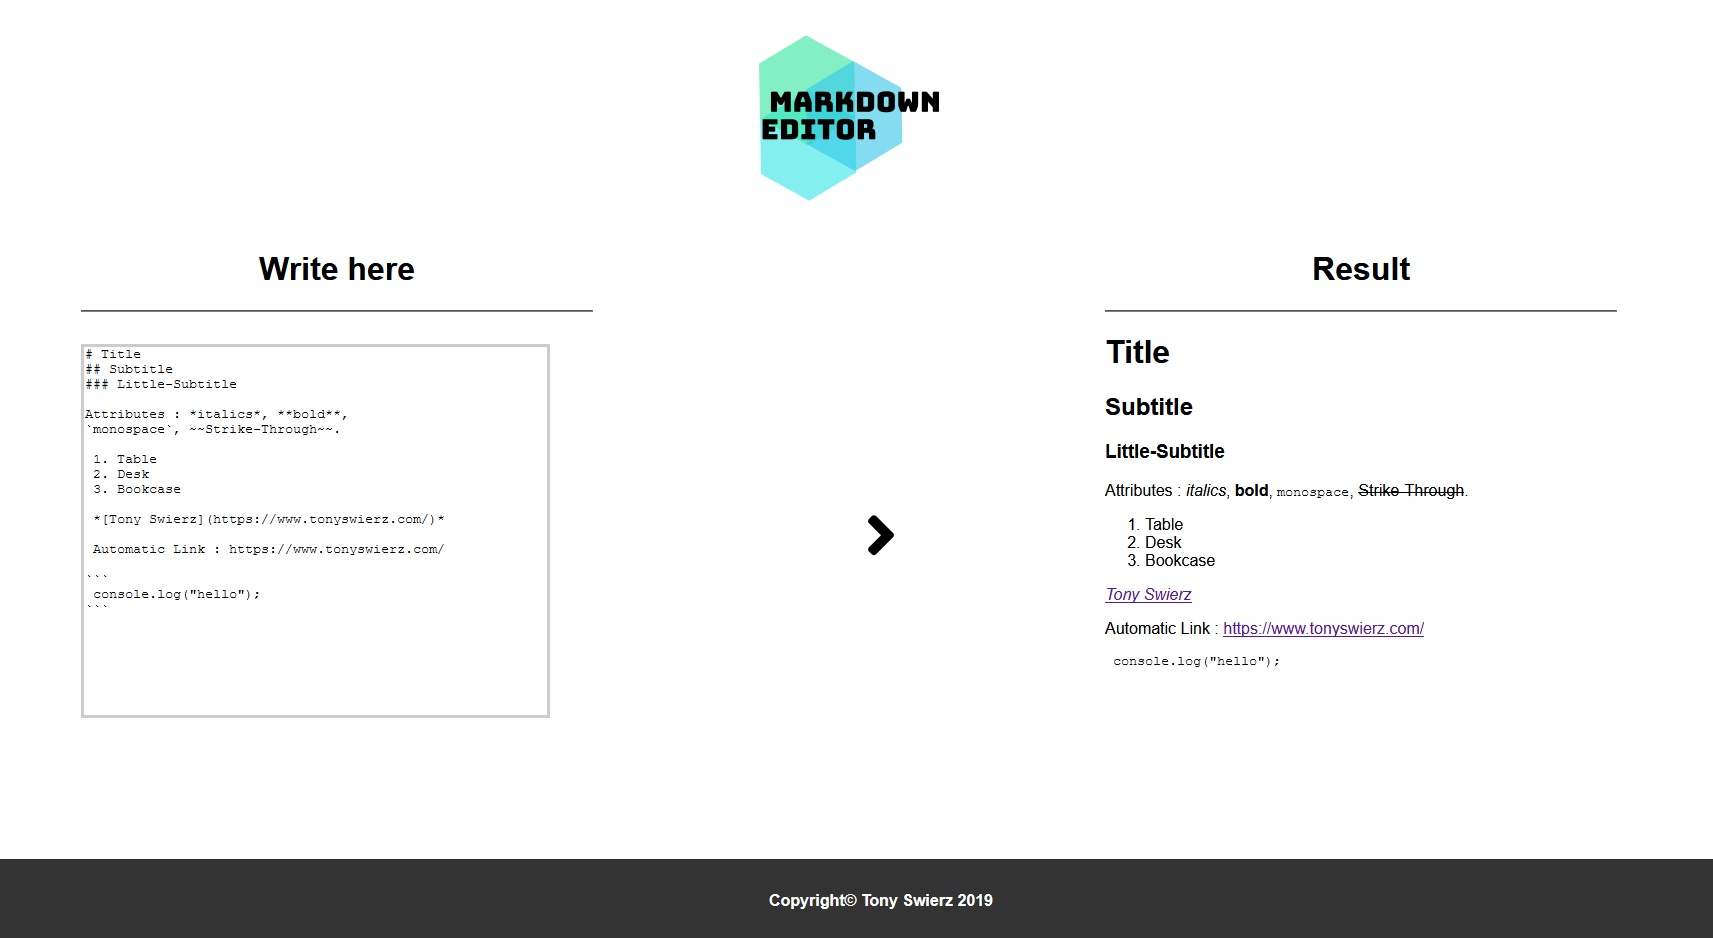 MARKDOWN
EDITOR
Write here
# Title
## Subtitle
### Little-Subtitle
Attributes : *italics*, **bold**,
`monospace`, ~~Strike-Through~~.
1. Table
2. Desk
3. Bookcase
*[Tony Swierz](https://www.tonyswierz.com/)*
Automatic Link : https://www.tonyswierz.com/
```
console.log("hello");
```
Result
Title
Subtitle
Little-Subtitle
Attributes : italics, bold, monospace, Strike-Through.
1. Table
2. Desk
3. Bookcase
Tony Swierz
Automatic Link : https://www.tonyswierz.com/
console.log("hello");
Copyright© Tony Swierz 2019